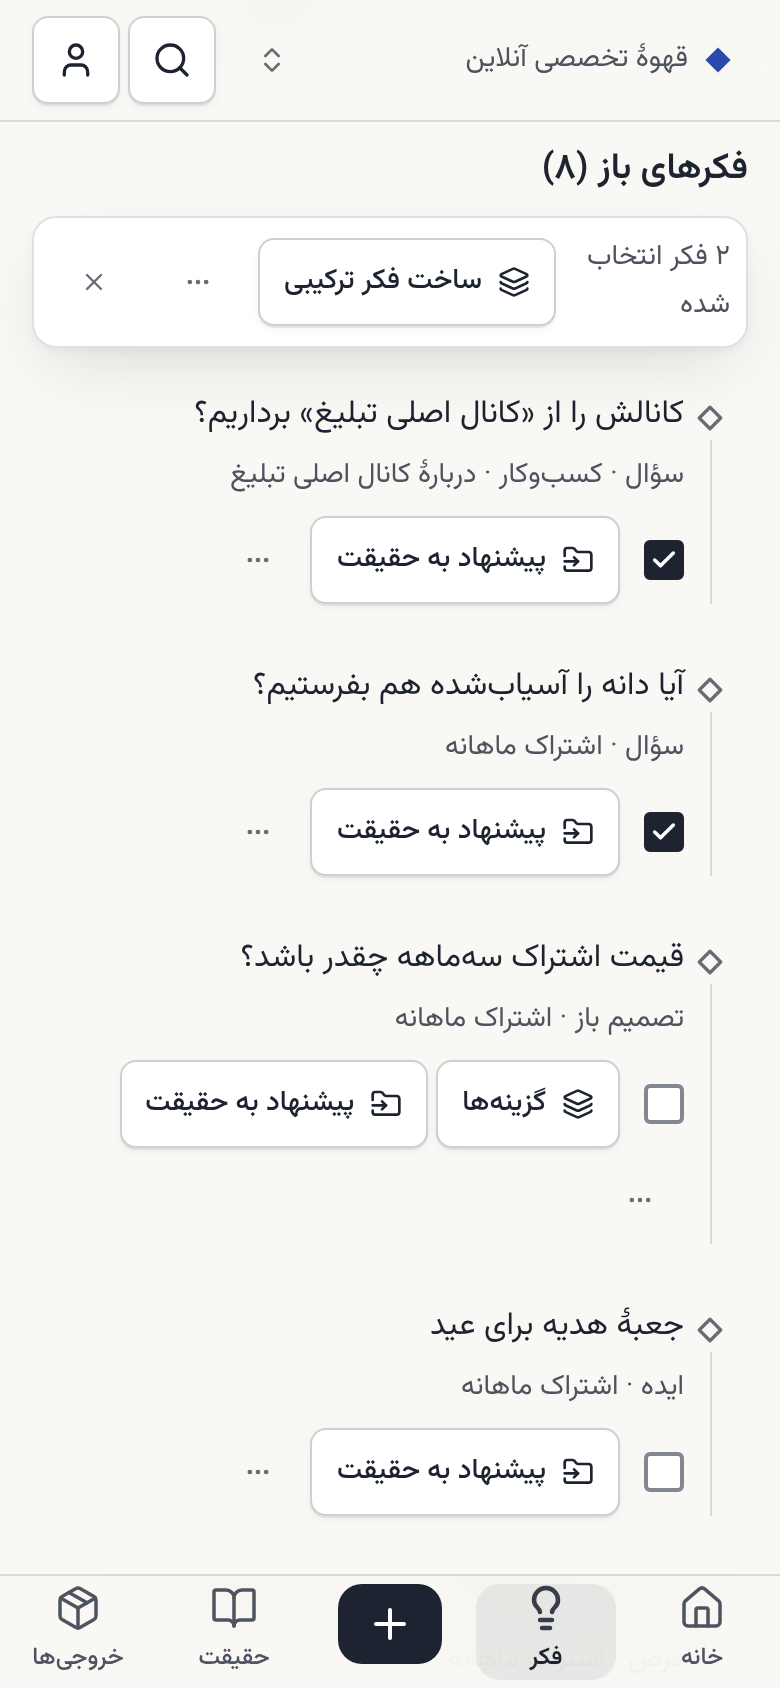 قهوهٔ تخصصی آنلاین
فکرهای باز (۸)
۲ فکر انتخاب شده
ساخت فکر ترکیبی
کانالش را از «کانال اصلی تبلیغ» برداریم؟
سؤال · کسب‌وکار · دربارهٔ کانال اصلی تبلیغ
پیشنهاد به حقیقت
آیا دانه را آسیاب‌شده هم بفرستیم؟
سؤال · اشتراک ماهانه
پیشنهاد به حقیقت
قیمت اشتراک سه‌ماهه چقدر باشد؟
تصمیم باز · اشتراک ماهانه
گزینه‌ها
پیشنهاد به حقیقت
جعبهٔ هدیه برای عید
ایده · اشتراک ماهانه
پیشنهاد به حقیقت
خانه
فکر
حقیقت
خروجی‌ها